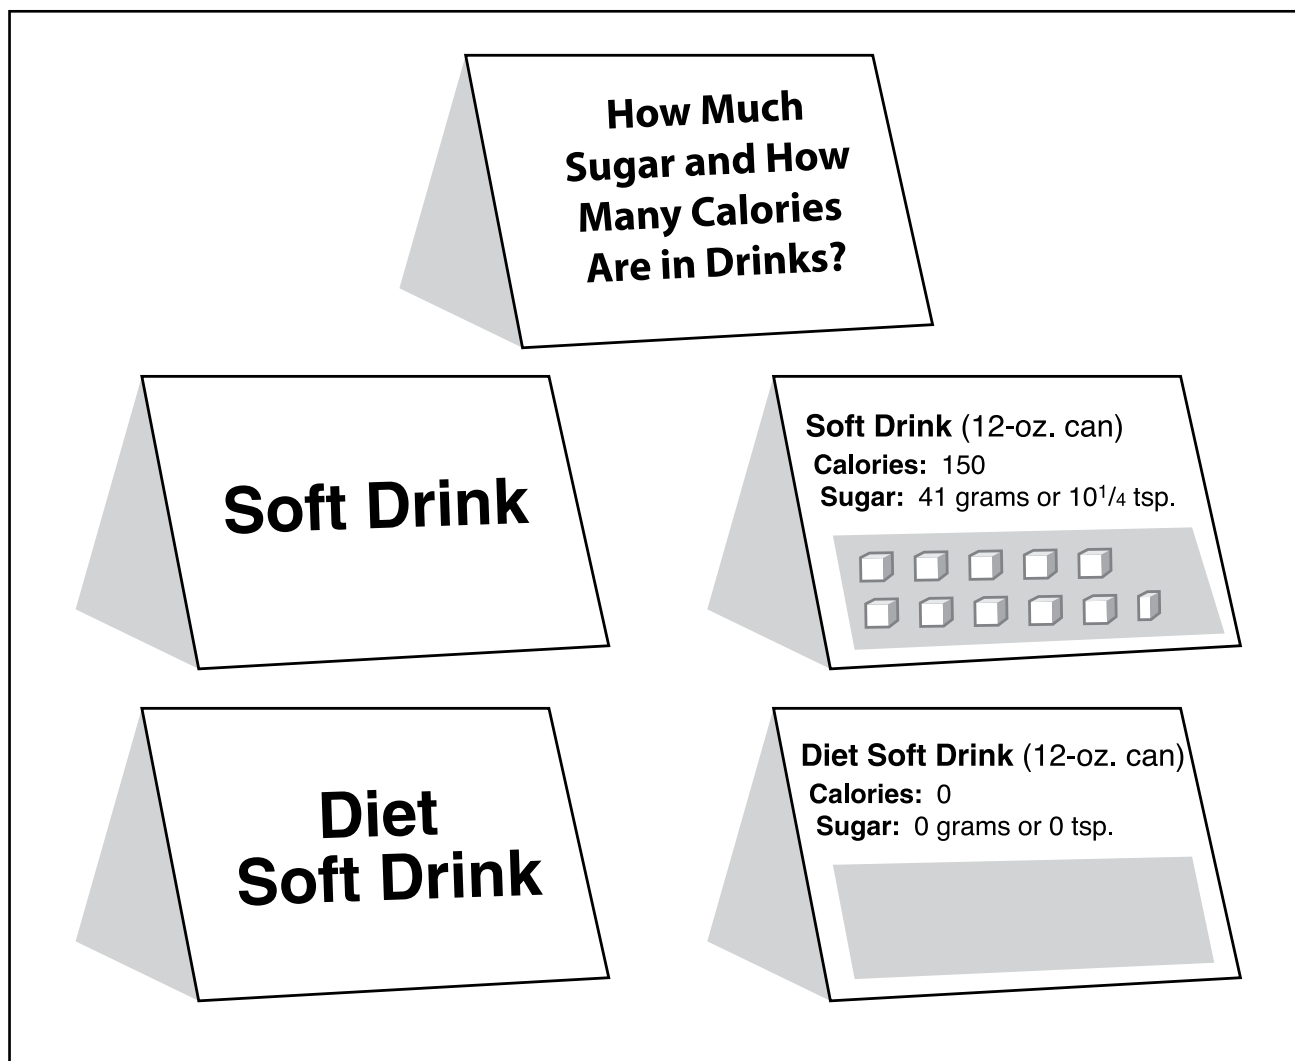 How Much
Sugar and How
Many Calories
Are in Drinks?
Soft Drink
Soft Drink (12-oz. can)
Calories: 150
Sugar: 41 grams or 10 1/4 tsp.
Diet
Soft Drink
Diet Soft Drink (12-oz. can)
Calories: 0
Sugar: 0 grams or 0 tsp.